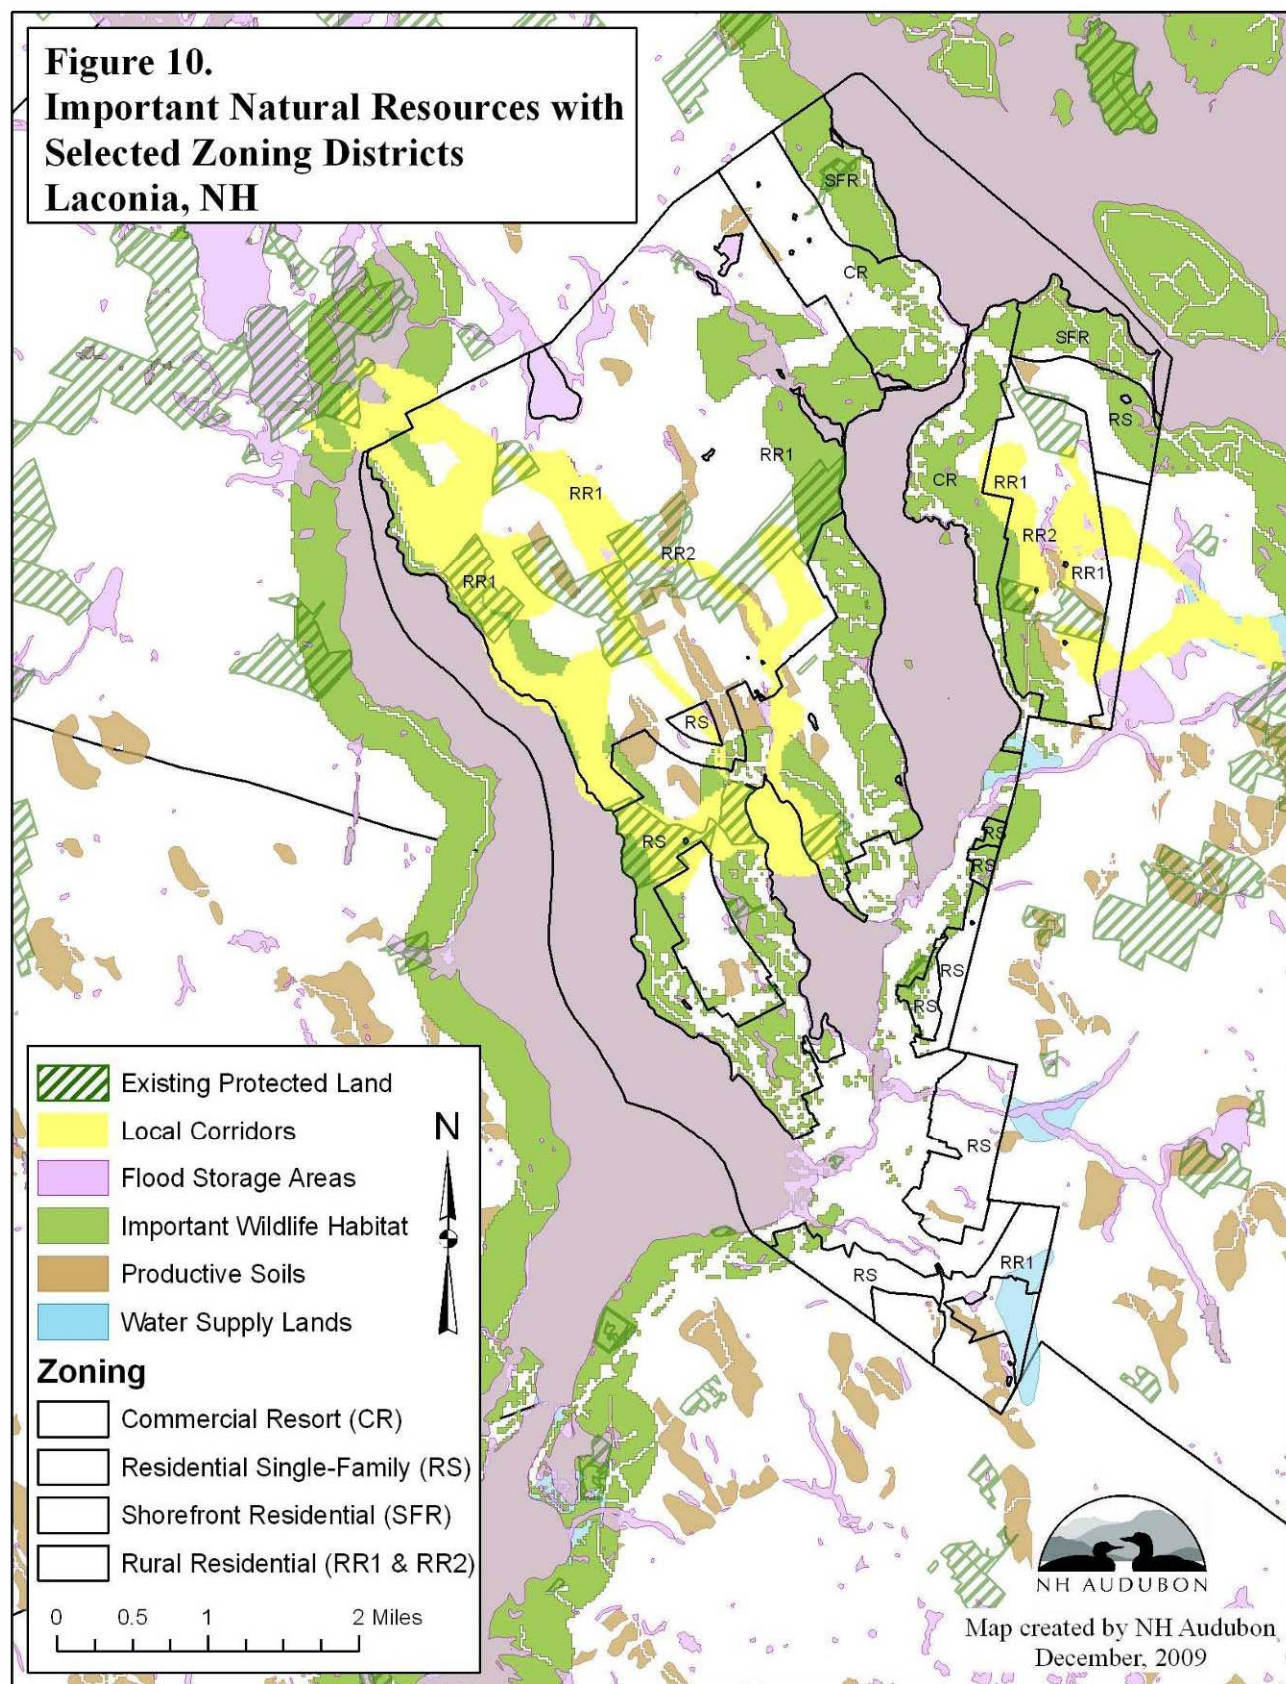 Figure 10.
Important Natural Resources with
Selected Zoning Districts
Laconia, NH
SFR
CR
SFR
RS
RR1
CR
RR1
RR1
RR2
RR2
RR1
RR1
RS
RS
RS
RS
RS
RS
RS
RS
RR1
Existing Protected Land
Local Corridors
Flood Storage Areas
Important Wildlife Habitat
Productive Soils
Water Supply Lands
N
Zoning
Commercial Resort (CR)
Residential Single-Family (RS)
Shorefront Residential (SFR)
Rural Residential (RR1 & RR2)
0 0.5 1 2 Miles
NH AUDUBON
Map created by NH Audubon
December, 2009